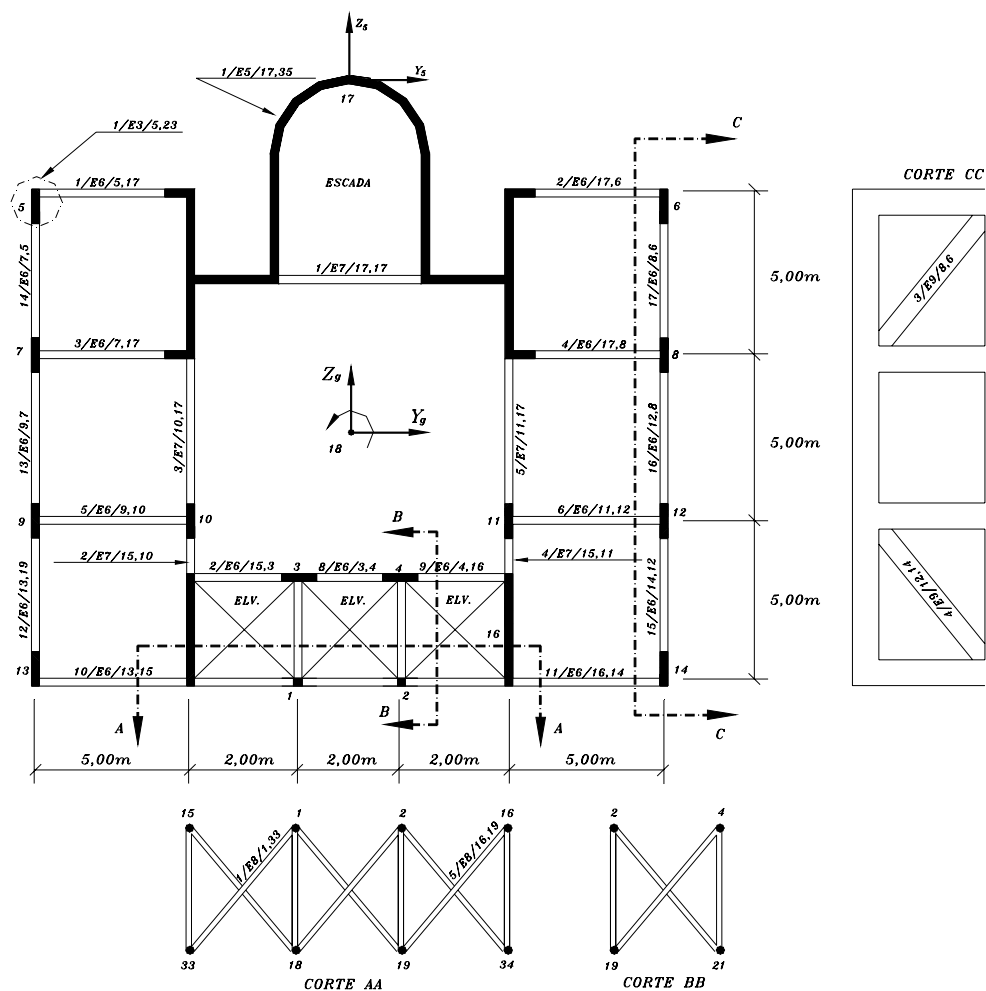 Z5
1/E5/17,35
Y5
17
C
1/E3/5,23
CORTE CC
1/E6/5,17
ESCADA
2/E6/17,6
5
6
14/E6/7,5
1/E7/17,17
17/E6/8,6
5,00m
3/E9/8,6
7
3/E6/7,17
4/E6/17,8
8
Zg
Yg
18
13/E6/9,7
3/E7/10,17
5/E7/11,17
16/E6/12,8
5,00m
9
5/E6/9,10
10
B
11
6/E6/11,12
12
2/E7/15,10
4/E7/15,11
2/E6/15,3
3
8/E6/3,4
4
9/E6/4,16
12/E6/13,19
ELV.
ELV.
ELV.
15/E6/14,12
5,00m
4/E9/12,14
16
13
10/E6/13,15
11/E6/16,14
14
1
2
A
B
A
C
5,00m
2,00m
2,00m
2,00m
5,00m
15
1
2
16
2
4
1/E8/1,33
5/E8/16,19
33
18
19
34
19
21
CORTE AA
CORTE BB